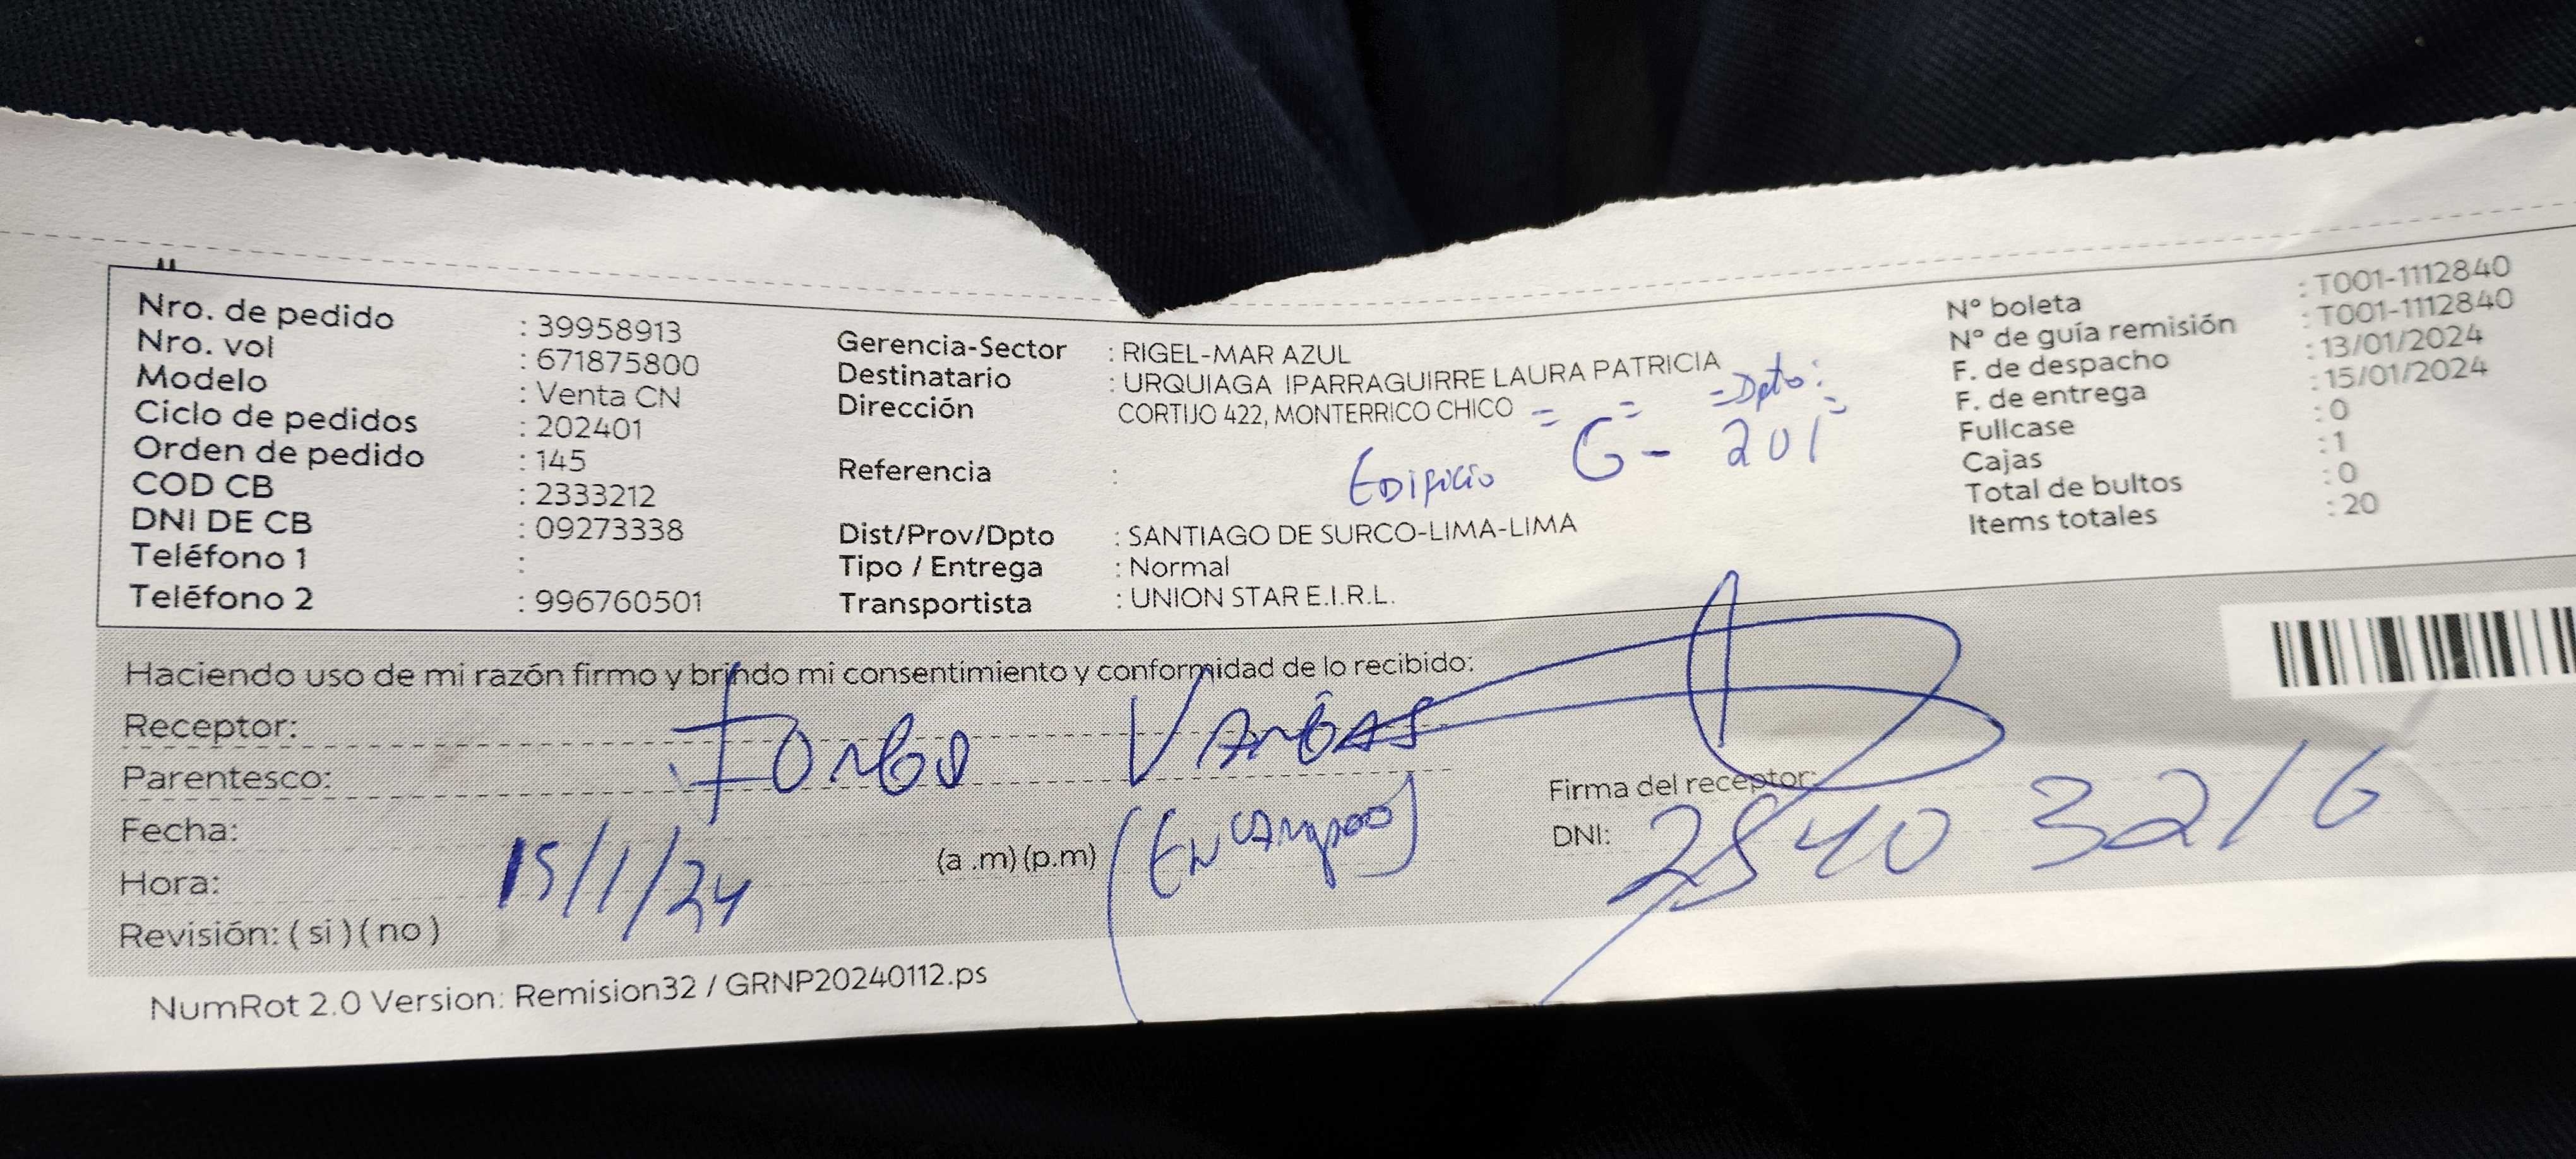 Nro. de pedido : 39958913
Nro. vol : 671875800
Modelo : Venta CN
Ciclo de pedidos : 202401
Orden de pedido : 145
COD CB : 2333212
DNI DE CB : 09273338
Teléfono 1 :
Teléfono 2 : 996760501
Gerencia-Sector : RIGEL-MAR AZUL
Destinatario : URQUIAGA IPARRAGUIRRE LAURA PATRICIA
Dirección CORTIJO 422, MONTERRICO CHICO
=Dpto:
Edificio G - 201
Referencia :
Dist/Prov/Dpto : SANTIAGO DE SURCO-LIMA-LIMA
Tipo / Entrega : Normal
Transportista : UNION STAR E.I.R.L.
N° boleta : T001-1112840
N° de guía remisión : T001-1112840
F. de despacho : 13/01/2024
F. de entrega : 15/01/2024
Fullcase : 0
Cajas : 1
Total de bultos : 0
Items totales : 20
Haciendo uso de mi razón firmo y brindo mi consentimiento y conformidad de lo recibido:
Receptor:
Parentesco: Vargas
Fecha: 15/1/24
Hora: (a .m) (p.m)
Revisión: ( si ) ( no )
Firma del receptor:
DNI: 28403216
NumRot 2.0 Version: Remision32 / GRNP20240112.ps